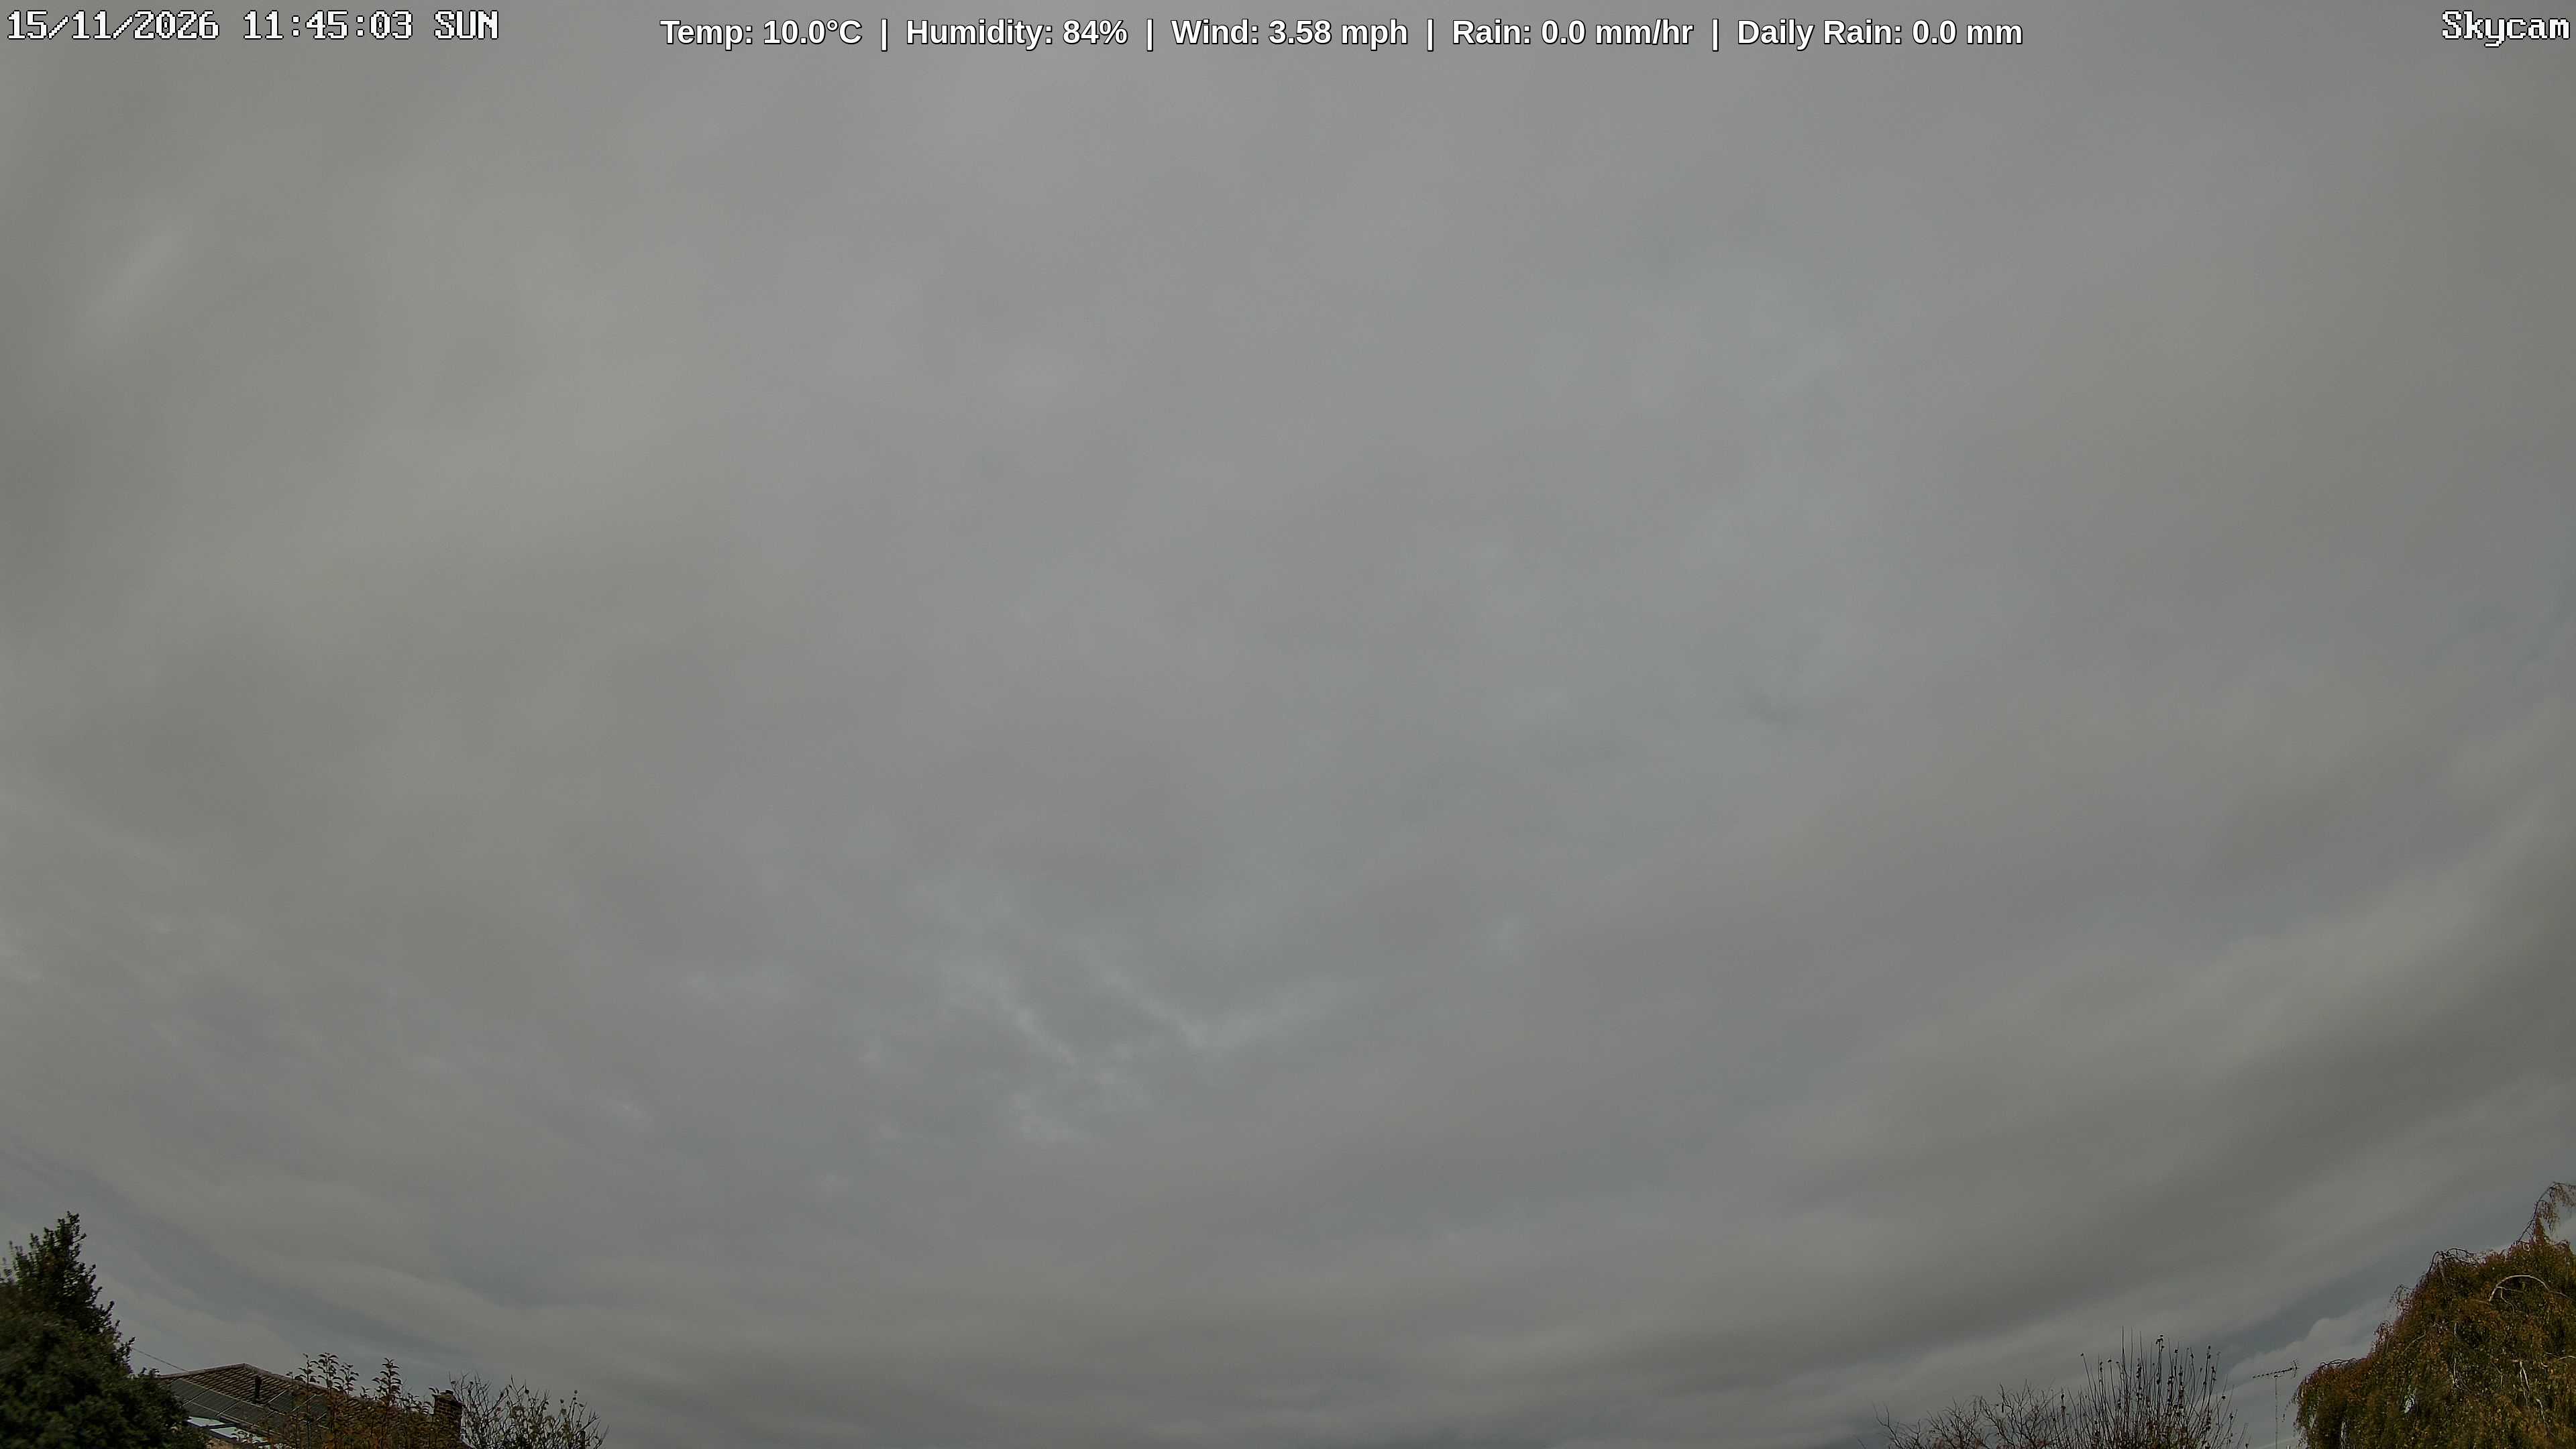 15/11/2026 11:45:03 SUN
Temp: 10.0°C | Humidity: 84% | Wind: 3.58 mph | Rain: 0.0 mm/hr | Daily Rain: 0.0 mm
Skycam